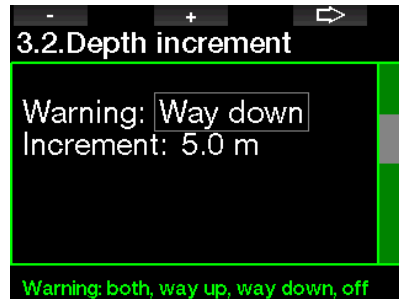 - +
3.2.Depth increment
Warning: Way down
Increment: 5.0 m
Warning: both, way up, way down, off